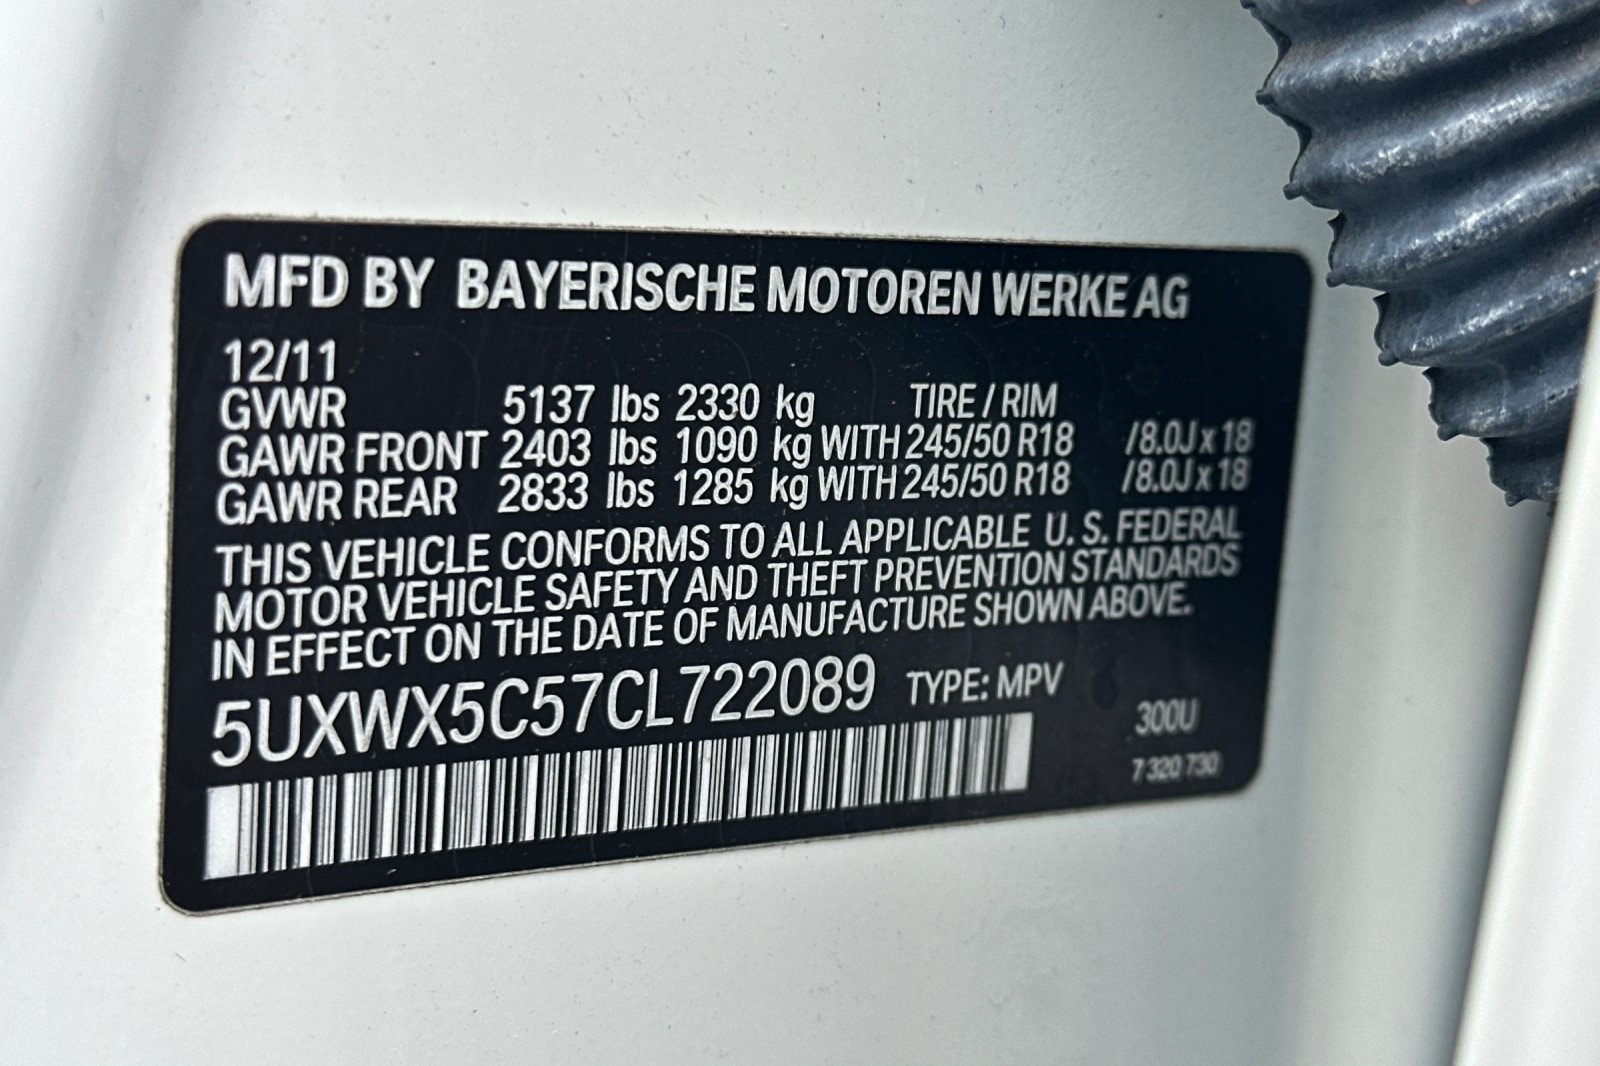 MFD BY BAYERISCHE MOTOREN WERKE AG
12/11
GVWR 5137 lbs 2330 kg TIRE / RIM
GAWR FRONT 2403 lbs 1090 kg WITH 245/50 R18 /8.0J x 18
GAWR REAR 2833 lbs 1285 kg WITH 245/50 R18 /8.0J x 18
THIS VEHICLE CONFORMS TO ALL APPLICABLE U. S. FEDERAL
MOTOR VEHICLE SAFETY AND THEFT PREVENTION STANDARDS
IN EFFECT ON THE DATE OF MANUFACTURE SHOWN ABOVE.
5UXWX5C57CL722089 TYPE: MPV
300U
7 320 730